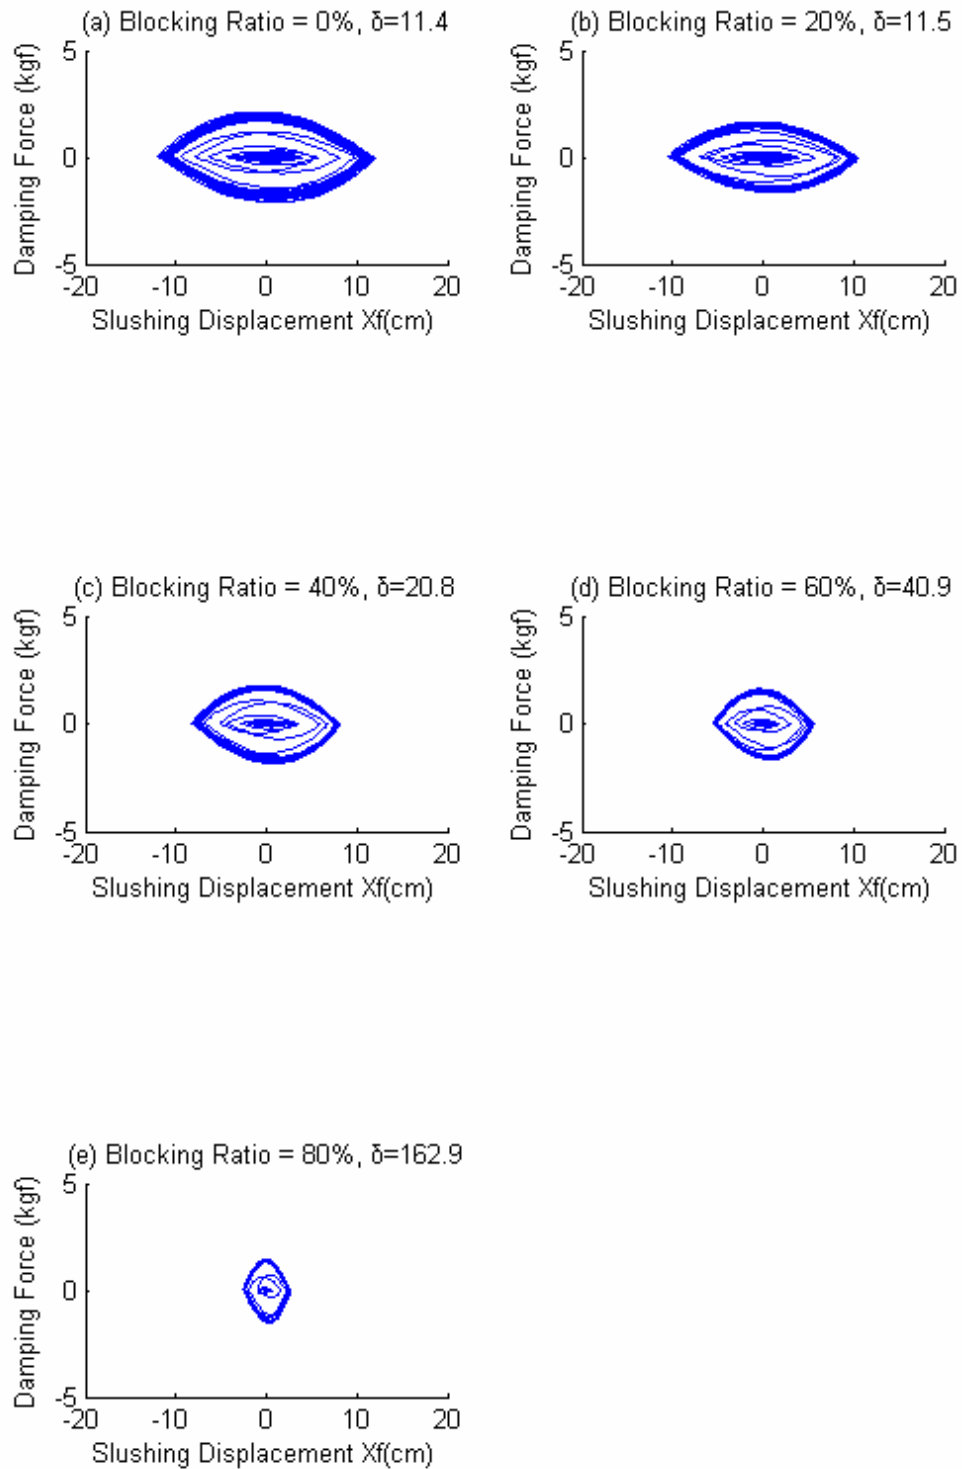 (a) Blocking Ratio = 0%, δ=11.4
5
0
-5
-20 -10 0 10 20
Damping Force (kgf)
Slushing Displacement Xf(cm)
(b) Blocking Ratio = 20%, δ=11.5
5
0
-5
-20 -10 0 10 20
Damping Force (kgf)
Slushing Displacement Xf(cm)
(c) Blocking Ratio = 40%, δ=20.8
5
0
-5
-20 -10 0 10 20
Damping Force (kgf)
Slushing Displacement Xf(cm)
(d) Blocking Ratio = 60%, δ=40.9
5
0
-5
-20 -10 0 10 20
Damping Force (kgf)
Slushing Displacement Xf(cm)
(e) Blocking Ratio = 80%, δ=162.9
5
0
-5
-20 -10 0 10 20
Damping Force (kgf)
Slushing Displacement Xf(cm)